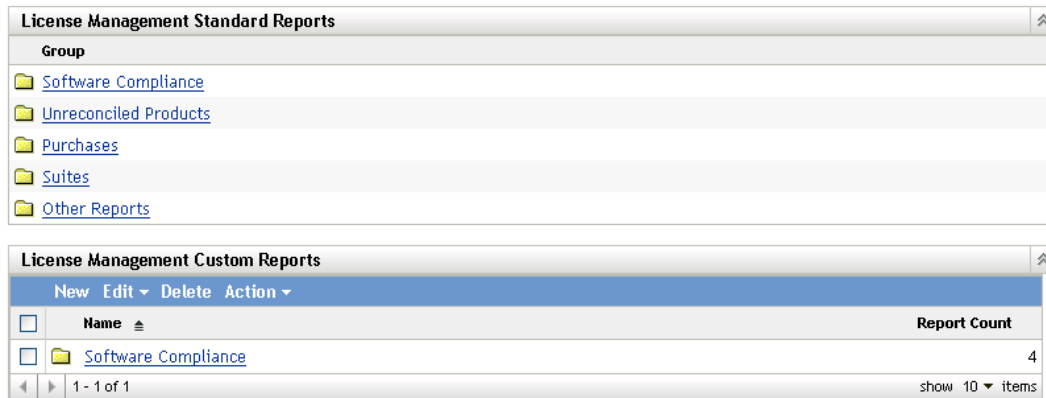 License Management Standard Reports
Group
Software Compliance
Unreconciled Products
Purchases
Suites
Other Reports
License Management Custom Reports
New Edit Delete Action
Name Report Count
Software Compliance 4
1 - 1 of 1 show 10 items